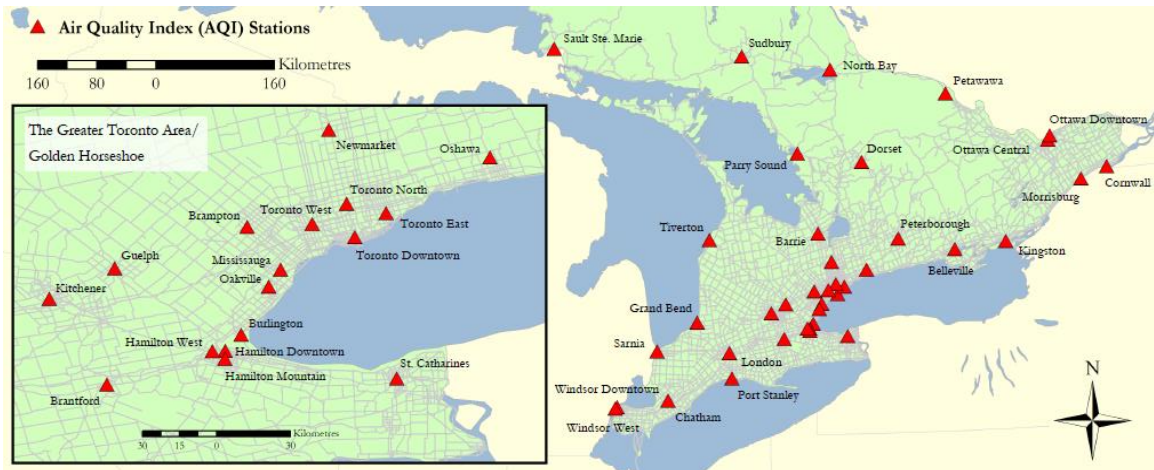 Air Quality Index (AQI) Stations
Kilometres
160 80 0 160
The Greater Toronto Area/
Golden Horseshoe
Newmarket
Oshawa
Toronto North
Toronto West
Brampton
Toronto East
Toronto Downtown
Guelph
Mississauga
Oakville
Kitchener
Burlington
Hamilton West
Hamilton Downtown
Hamilton Mountain
St. Catharines
Brantford
Kilometres
30 15 0 30
Sault Ste. Marie
Sudbury
North Bay
Petawawa
Ottawa Downtown
Ottawa Central
Dorset
Parry Sound
Cornwall
Morrisburg
Tiverton
Barrie
Peterborough
Kingston
Belleville
Grand Bend
Sarnia
London
Windsor Downtown
Port Stanley
Chatham
Windsor West
N